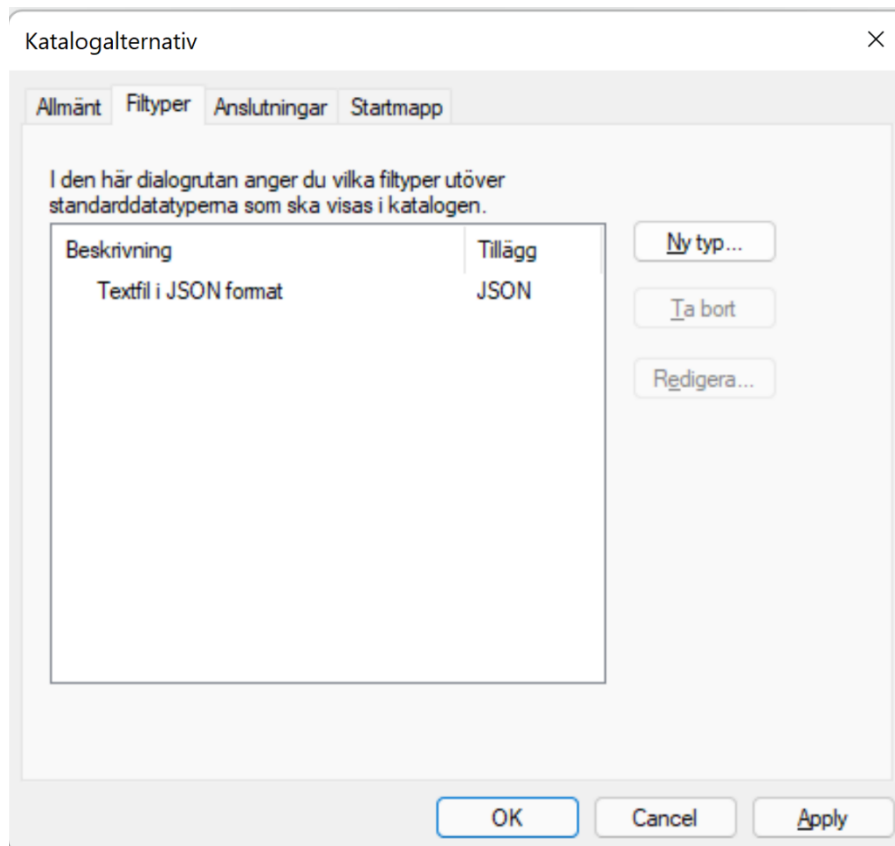 Katalogalternativ
Allmänt Filtyper Anslutningar Startmapp
I den här dialogrutan anger du vilka filtyper utöver
standarddatatyperna som ska visas i katalogen.
Beskrivning Tillägg
Textfil i JSON format JSON
Ny typ...
Ta bort
Redigera...
OK Cancel Apply